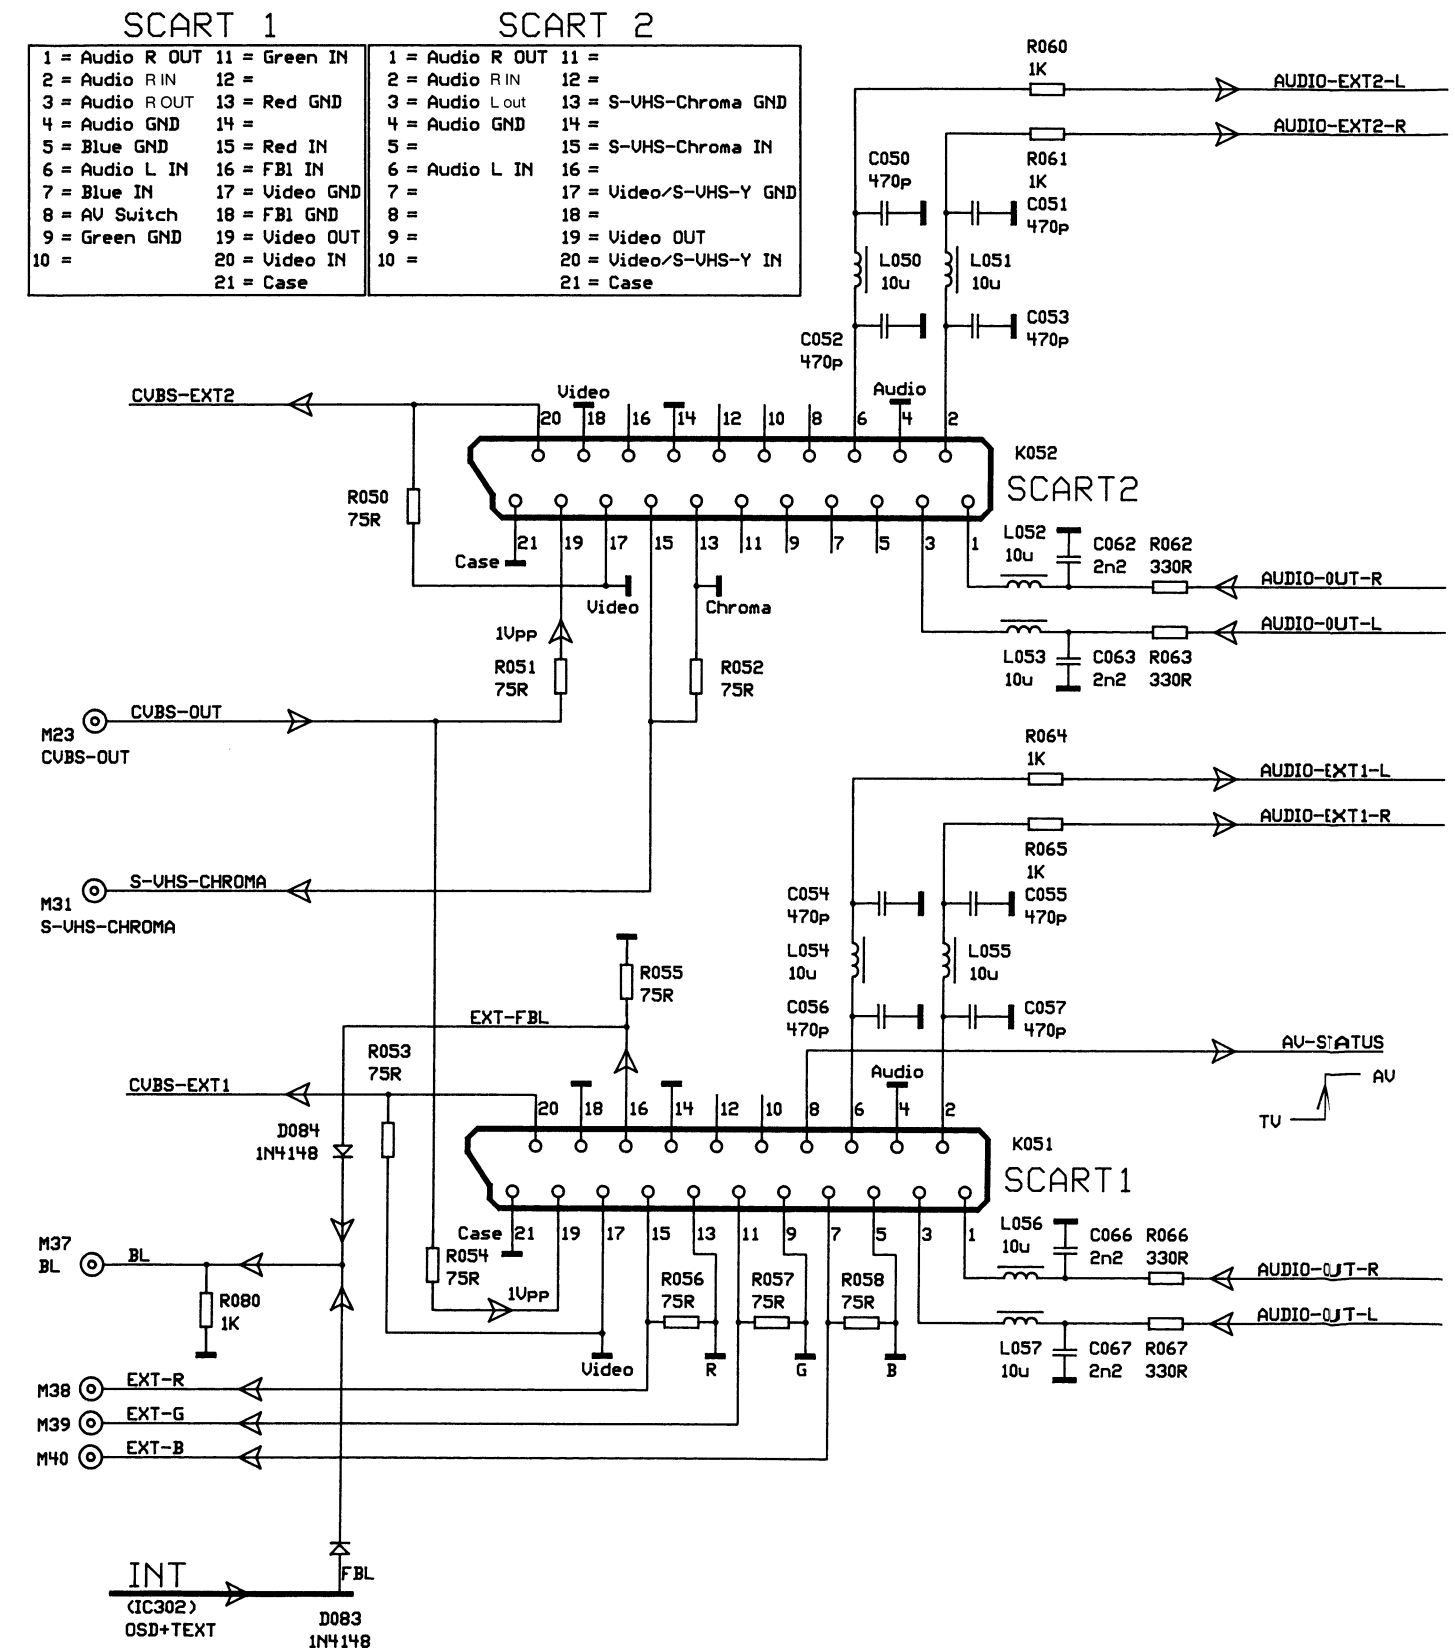 SCART 1
1 = Audio R OUT 11 = Green IN
2 = Audio R IN 12 =
3 = Audio R OUT 13 = Red GND
4 = Audio GND 14 =
5 = Blue GND 15 = Red IN
6 = Audio L IN 16 = FBl IN
7 = Blue IN 17 = Video GND
8 = AV Switch 18 = FBl GND
9 = Green GND 19 = Video OUT
10 = 20 = Video IN
21 = Case
SCART 2
1 = Audio R OUT 11 =
2 = Audio R IN 12 =
3 = Audio L out 13 = S-VHS-Chroma GND
4 = Audio GND 14 =
5 = 15 = S-VHS-Chroma IN
6 = Audio L IN 16 =
7 = 17 = Video/S-VHS-Y GND
8 = 18 =
9 = 19 = Video OUT
10 = 20 = Video/S-VHS-Y IN
21 = Case
R060
1K
AUDIO-EXT2-L
AUDIO-EXT2-R
R061
1K
C050
470p
C051
470p
L050
10u
L051
10u
C052
470p
C053
470p
CVBS-EXT2
Video
Audio
20 18 16 14 12 10 8 6 4 2
K052
SCART2
R050
75R
21 19 17 15 13 11 9 7 5 3 1
Case
Video
Chroma
L052
10u
C062
2n2
R062
330R
AUDIO-OUT-R
AUDIO-OUT-L
L053
10u
C063
2n2
R063
330R
1Vpp
R051
75R
R052
75R
CVBS-OUT
M23
CVBS-OUT
R064
1K
AUDIO-EXT1-L
AUDIO-EXT1-R
R065
1K
S-VHS-CHROMA
M31
S-VHS-CHROMA
C054
470p
C055
470p
L054
10u
L055
10u
C056
470p
C057
470p
R055
75R
EXT-FBL
AV-STATUS
AV
TV
R053
75R
CVBS-EXT1
Audio
20 18 16 14 12 10 8 6 4 2
D084
1N4148
K051
SCART1
Case
21 19 17 15 13 11 9 7 5 3 1
M37
BL
BL
R054
75R
1Vpp
R056
75R
R057
75R
R058
75R
L056
10u
C066
2n2
R066
330R
AUDIO-OUT-R
AUDIO-OUT-L
L057
10u
C067
2n2
R067
330R
R080
1K
Video
R
G
B
M38
EXT-R
M39
EXT-G
M40
EXT-B
INT
(IC302)
OSD+TEXT
FBL
D083
1N4148